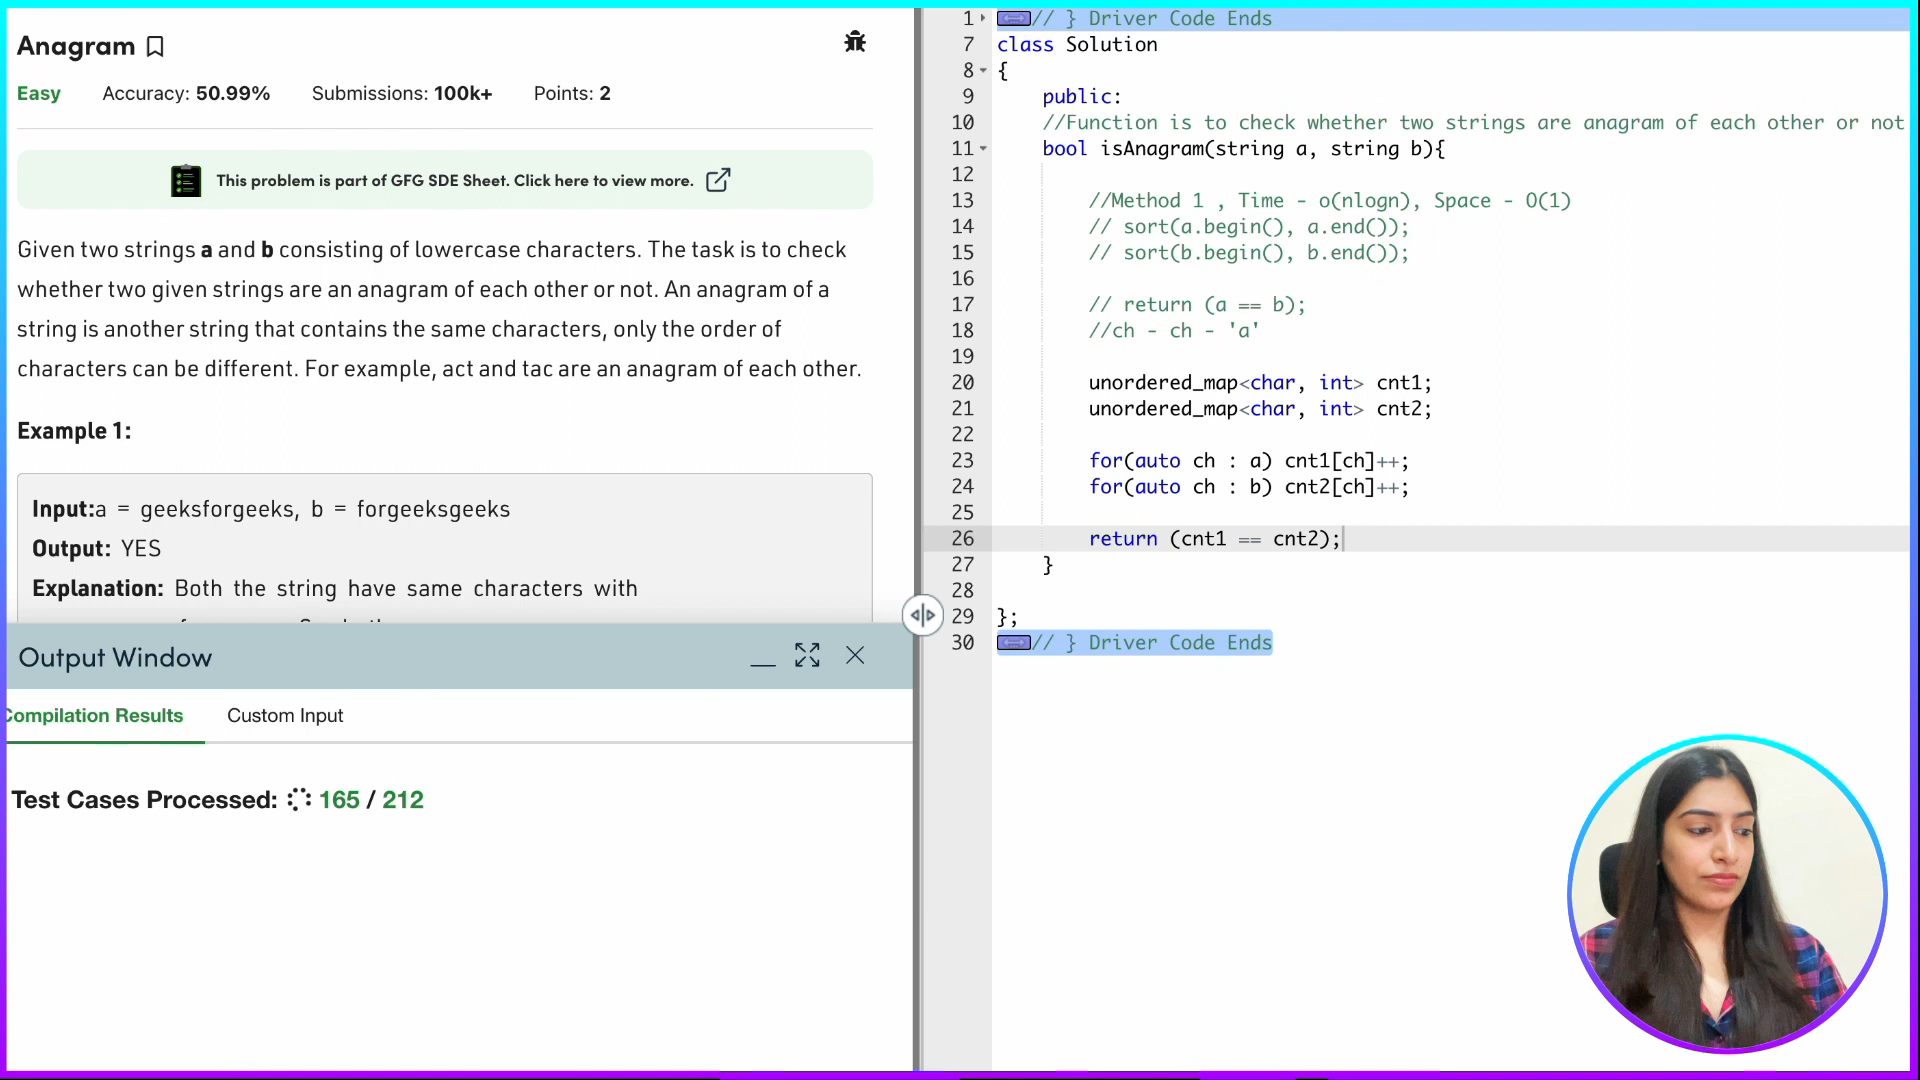 Anagram
Easy Accuracy: 50.99% Submissions: 100k+ Points: 2
This problem is part of GFG SDE Sheet. Click here to view more.
Given two strings a and b consisting of lowercase characters. The task is to check
whether two given strings are an anagram of each other or not. An anagram of a
string is another string that contains the same characters, only the order of
characters can be different. For example, act and tac are an anagram of each other.
Example 1:
Input:a = geeksforgeeks, b = forgeeksgeeks
Output: YES
Explanation: Both the string have same characters with
Output Window
Compilation Results Custom Input
Test Cases Processed: 165 / 212
1 // } Driver Code Ends
7 class Solution
8 {
9 public:
10 //Function is to check whether two strings are anagram of each other or not
11 bool isAnagram(string a, string b){
12
13 //Method 1 , Time - o(nlogn), Space - O(1)
14 // sort(a.begin(), a.end());
15 // sort(b.begin(), b.end());
16
17 // return (a == b);
18 //ch - ch - 'a'
19
20 unordered_map<char, int> cnt1;
21 unordered_map<char, int> cnt2;
22
23 for(auto ch : a) cnt1[ch]++;
24 for(auto ch : b) cnt2[ch]++;
25
26 return (cnt1 == cnt2);
27 }
28
29 };
30 // } Driver Code Ends